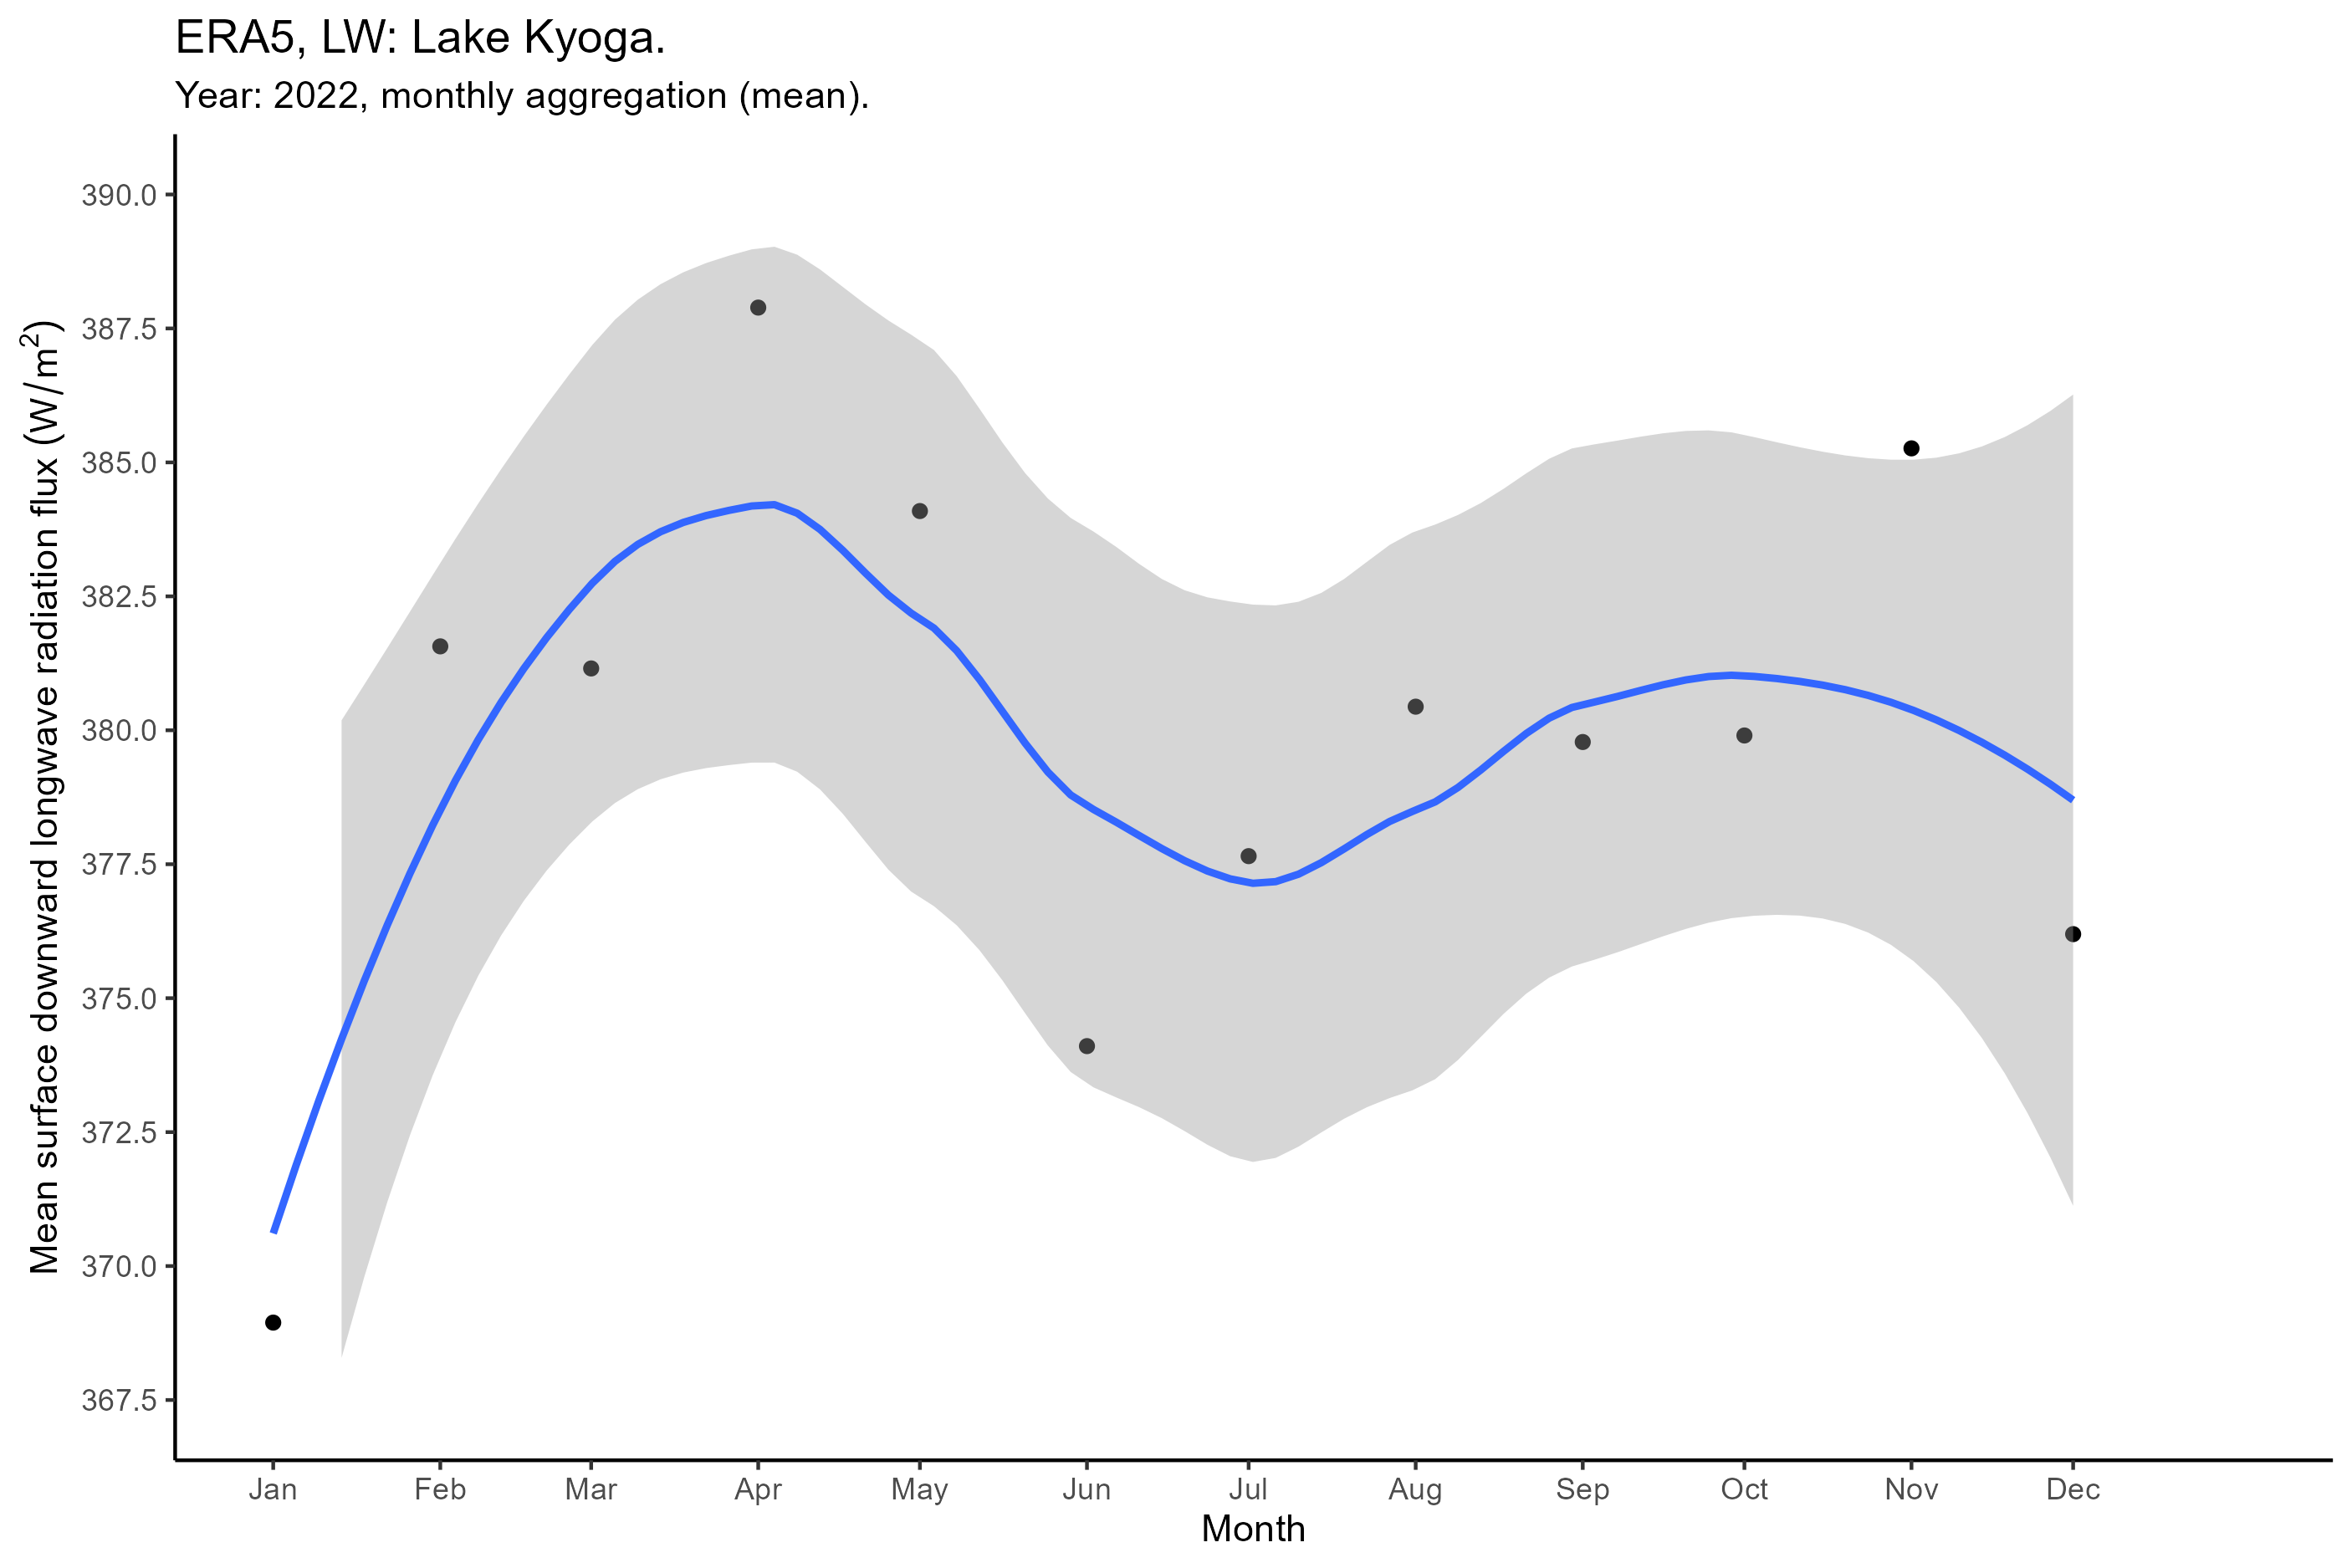 ERA5, LW: Lake Kyoga.
Year: 2022, monthly aggregation (mean).
Mean surface downward longwave radiation flux (W/m²)
390.0
387.5
385.0
382.5
380.0
377.5
375.0
372.5
370.0
367.5
Jan Feb Mar Apr May Jun Jul Aug Sep Oct Nov Dec
Month